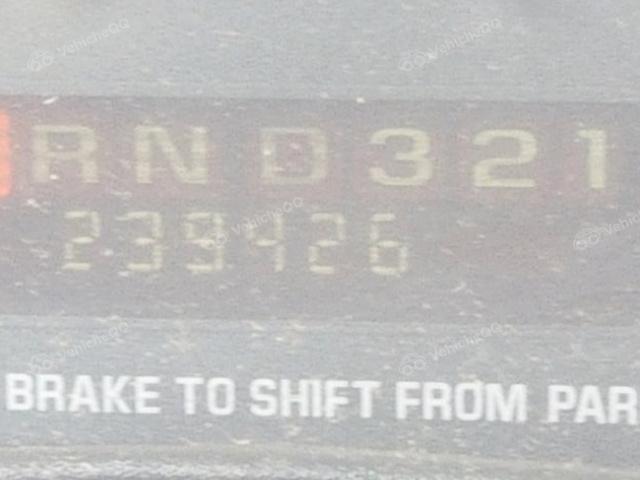 RND321
239426
BRAKE TO SHIFT FROM PAR